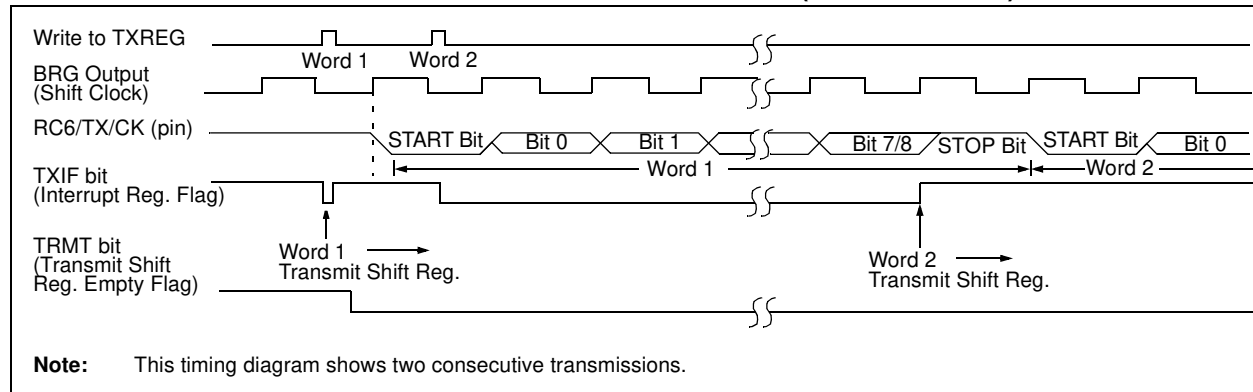 Write to TXREG
Word 1
Word 2
BRG Output
(Shift Clock)
RC6/TX/CK (pin)
START Bit
Bit 0
Bit 1
Bit 7/8
STOP Bit
START Bit
Bit 0
Word 1
Word 2
TXIF bit
(Interrupt Reg. Flag)
Word 1
Transmit Shift Reg.
Word 2
Transmit Shift Reg.
TRMT bit
(Transmit Shift
Reg. Empty Flag)
Note: This timing diagram shows two consecutive transmissions.